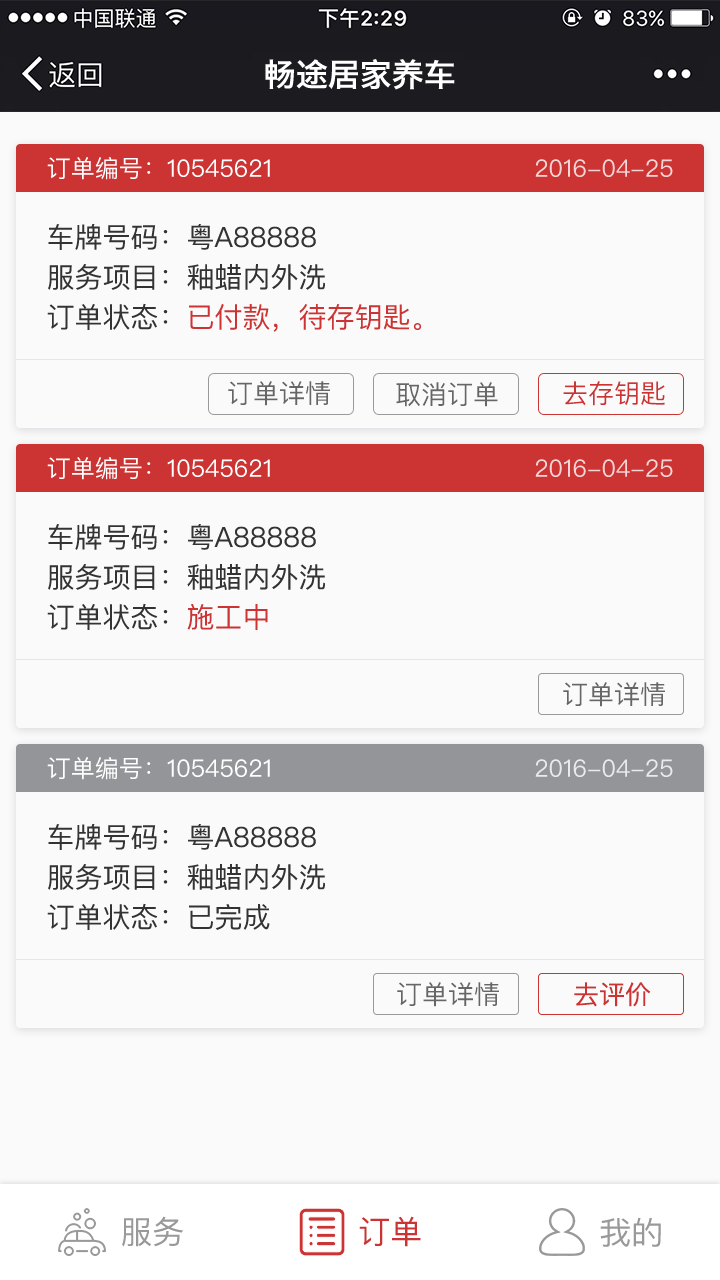 中国联通 下午2:29 83%
返回 畅途居家养车
订单编号：10545621 2016-04-25
车牌号码：粤A88888
服务项目：釉蜡内外洗
订单状态：已付款，待存钥匙。
订单详情 取消订单 去存钥匙
订单编号：10545621 2016-04-25
车牌号码：粤A88888
服务项目：釉蜡内外洗
订单状态：施工中
订单详情
订单编号：10545621 2016-04-25
车牌号码：粤A88888
服务项目：釉蜡内外洗
订单状态：已完成
订单详情 去评价
服务 订单 我的